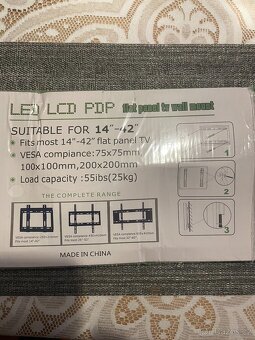 LED LCD PDP flat panel tv wall mount
SUITABLE FOR 14"-42"
• Fits most 14"-42" flat panel TV
• VESA compiance:75x75mm
100x100mm,200x200mm
• Load capacity :55ibs(25kg)
THE COMPLETE RANGE
MADE IN CHINA
1
2
3